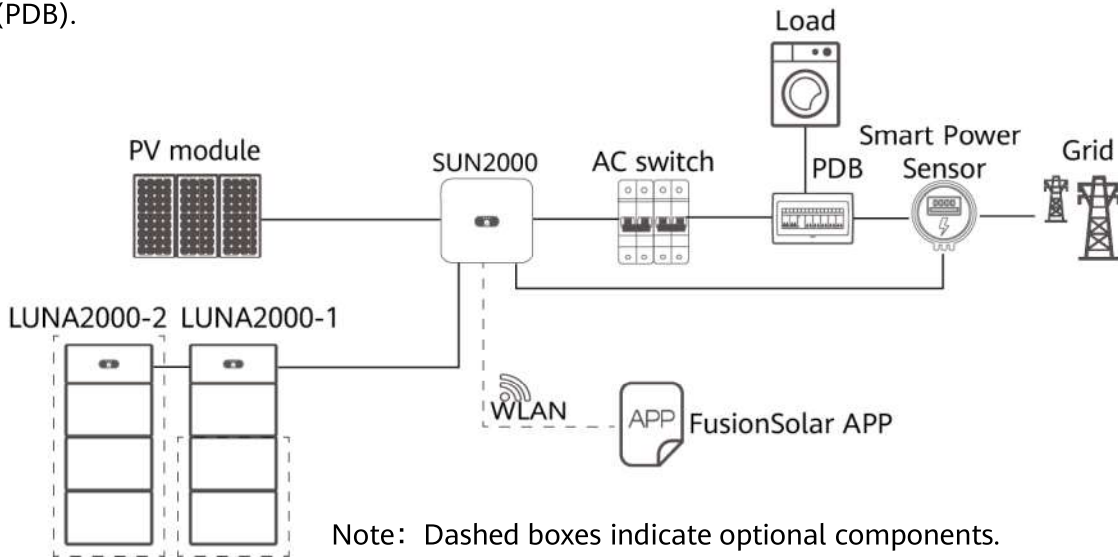 (PDB).
Load
PV module
SUN2000
AC switch
PDB
Smart Power
Sensor
Grid
LUNA2000-2
LUNA2000-1
WLAN
APP
FusionSolar APP
Note: Dashed boxes indicate optional components.